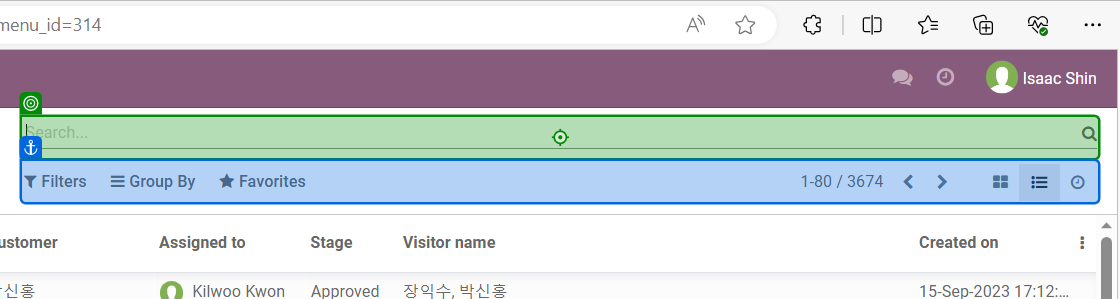 menu_id=314
Isaac Shin
Search...
Filters Group By Favorites 1-80 / 3674
ustomer Assigned to Stage Visitor name Created on
신홍 Kilwoo Kwon Approved 장익수, 박신홍 15-Sep-2023 17:12:...